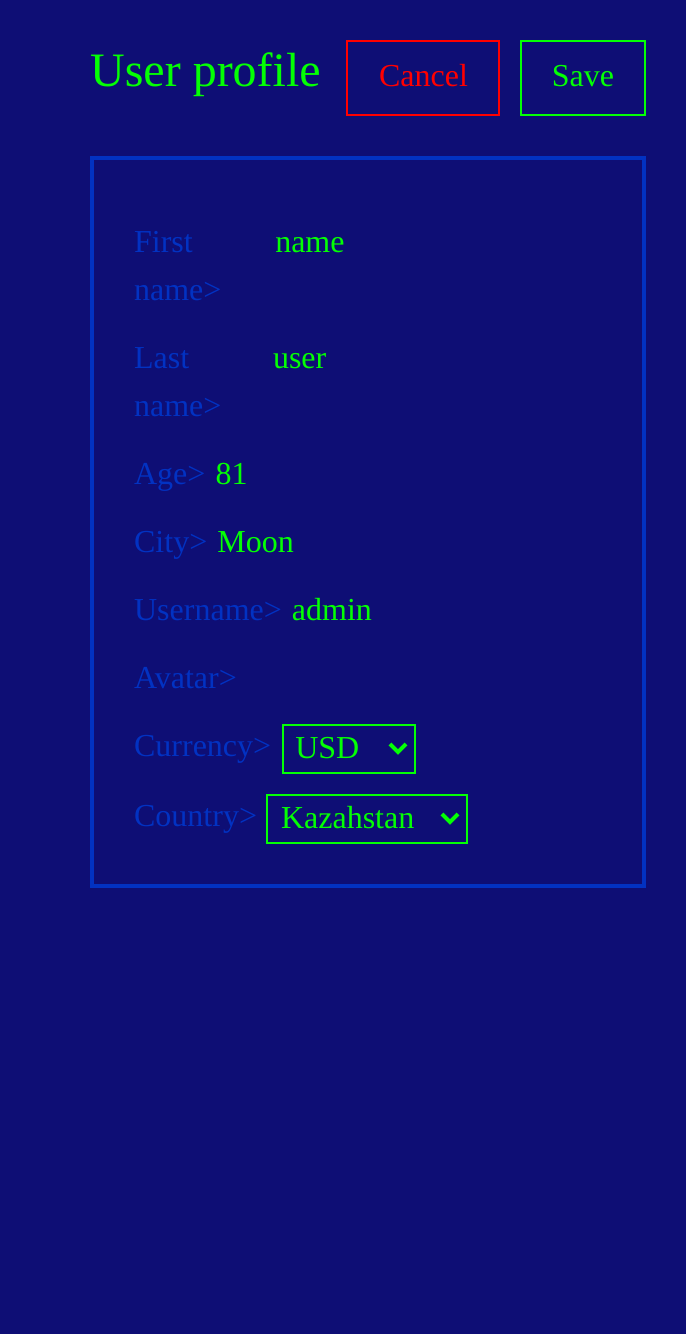 User profile Cancel Save
First name
name>
Last user
name>
Age> 81
City> Moon
Username> admin
Avatar>
Currency> USD
Country> Kazahstan